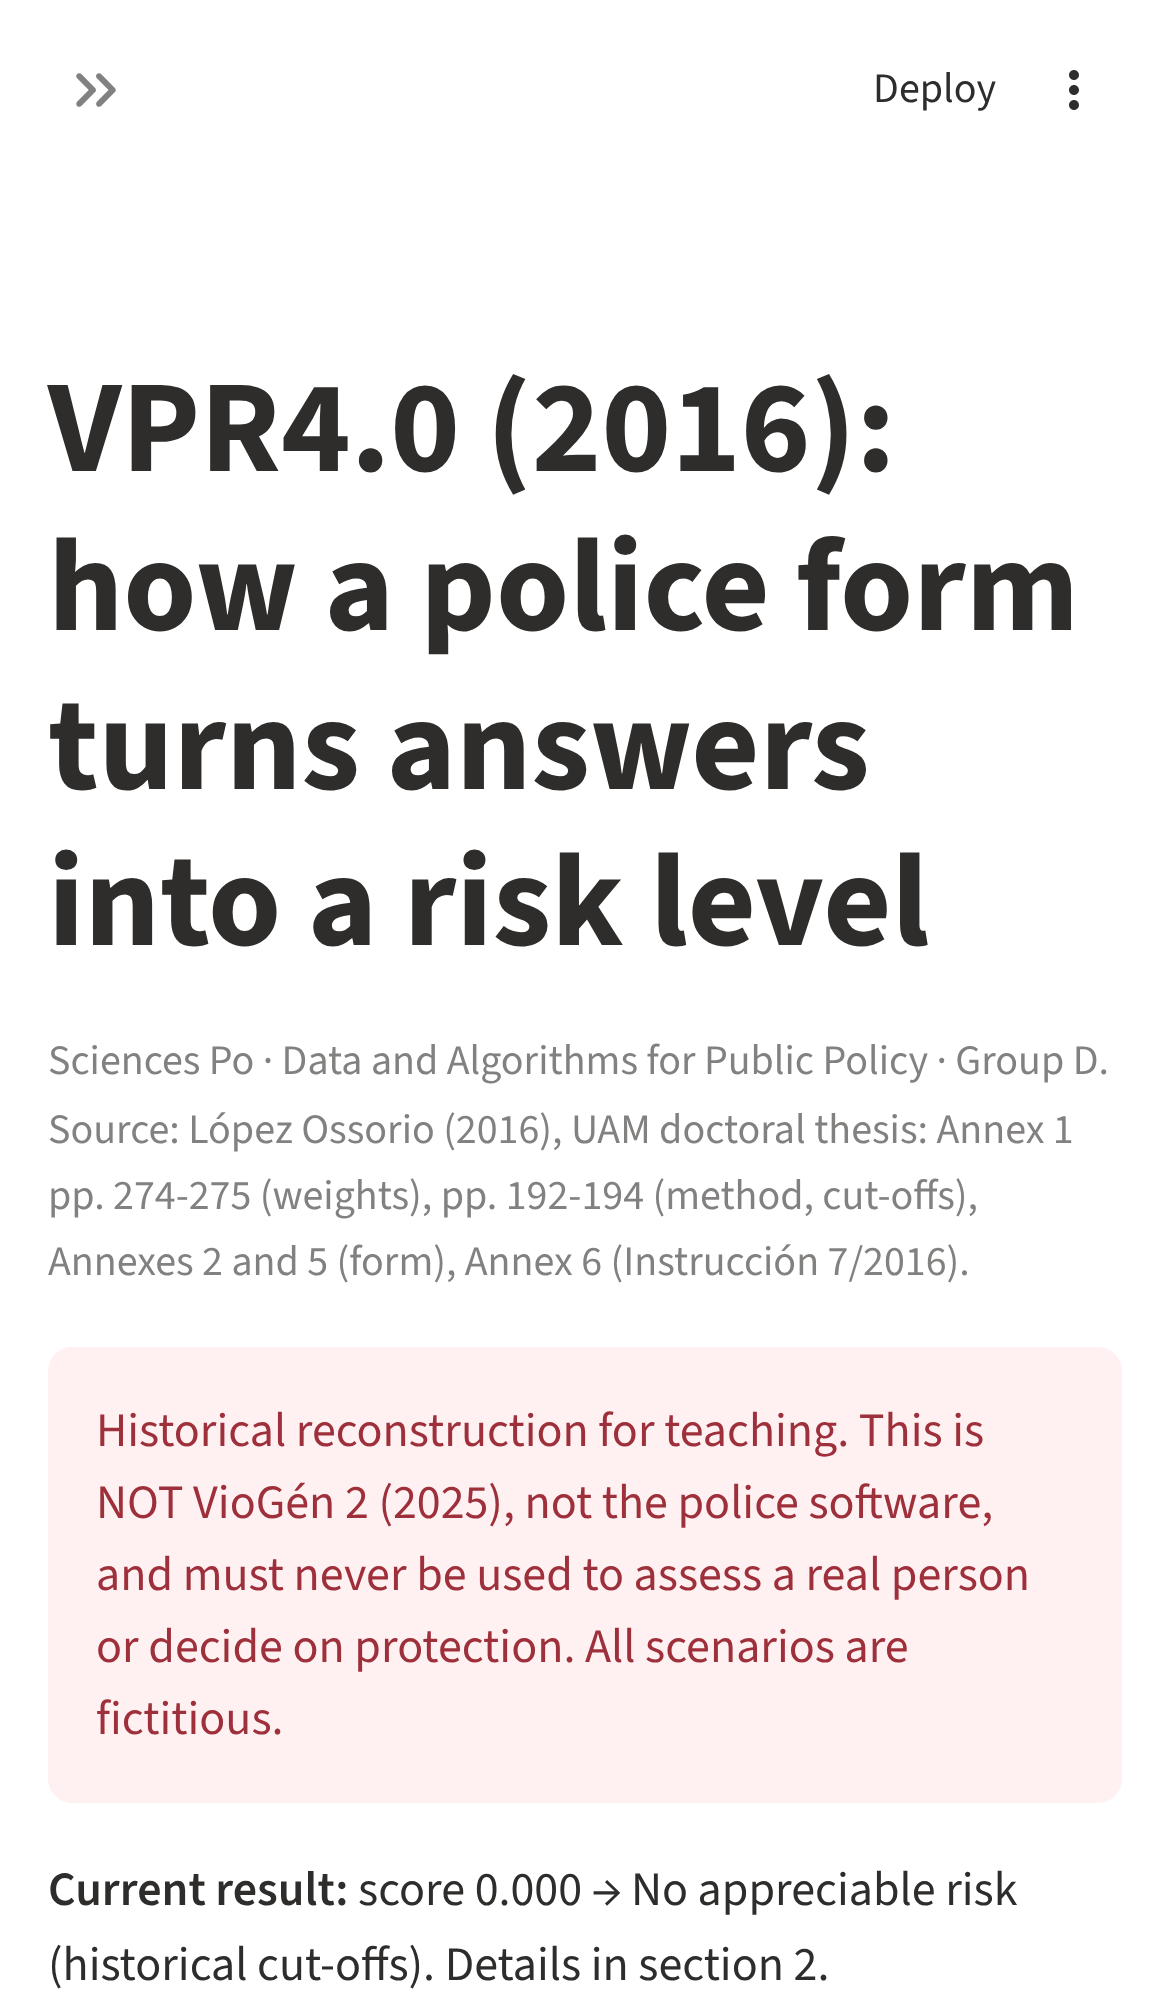 Deploy
VPR4.0 (2016):
how a police form
turns answers
into a risk level
Sciences Po · Data and Algorithms for Public Policy · Group D.
Source: López Ossorio (2016), UAM doctoral thesis: Annex 1
pp. 274-275 (weights), pp. 192-194 (method, cut-offs),
Annexes 2 and 5 (form), Annex 6 (Instrucción 7/2016).
Historical reconstruction for teaching. This is
NOT VioGén 2 (2025), not the police software,
and must never be used to assess a real person
or decide on protection. All scenarios are
fictitious.
Current result: score 0.000 → No appreciable risk
(historical cut-offs). Details in section 2.